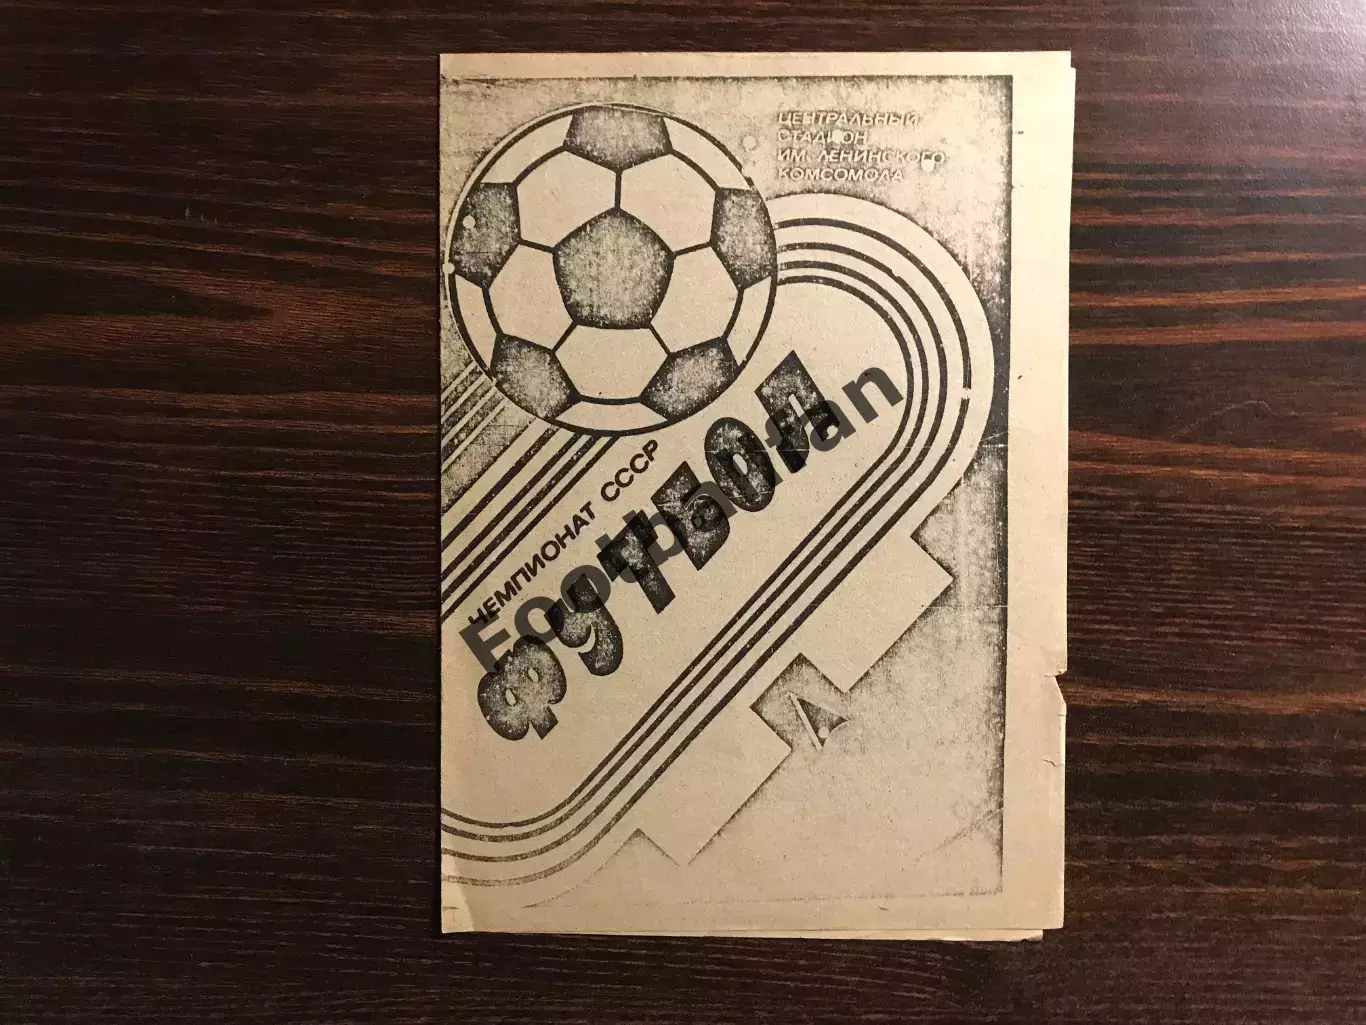 ЦЕНТРАЛЬНЫЙ
СТАДИОН
ИМ. ЛЕНИНСКОГО
КОМСОМОЛА
ЧЕМПИОНАТ СССР
ФУТБОЛ
Footballfan